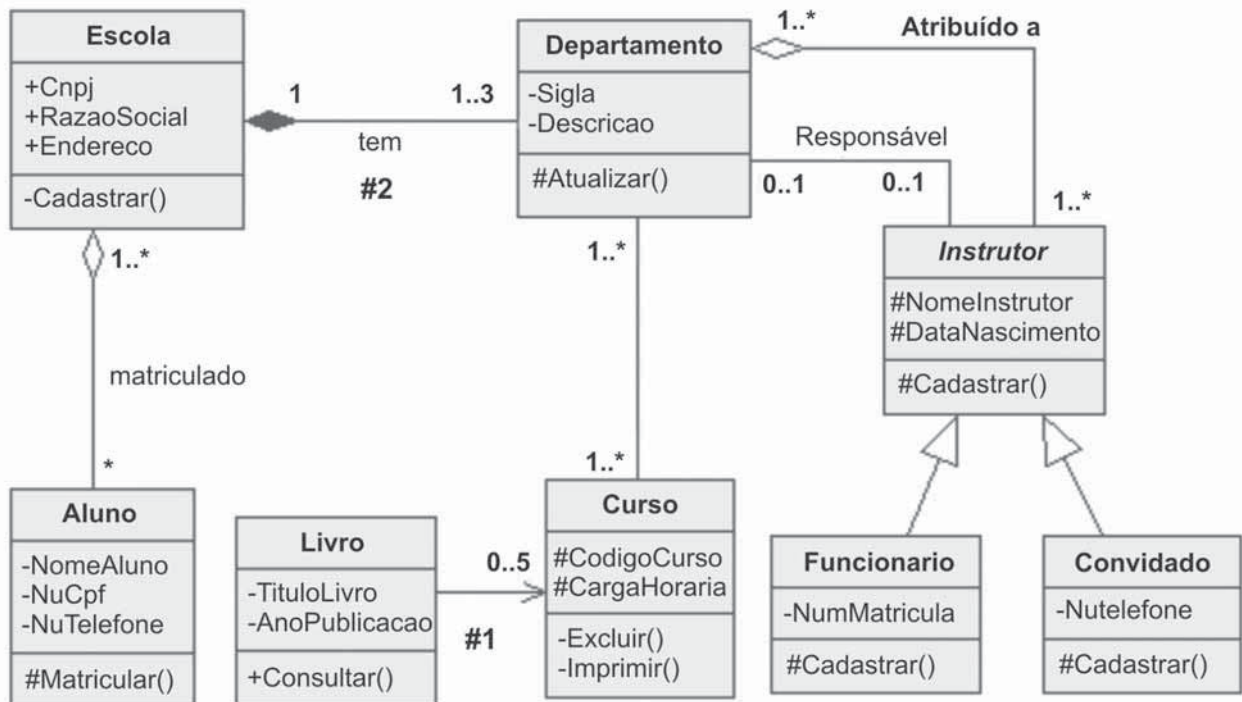 Escola
+Cnpj
+RazaoSocial
+Endereco
-Cadastrar()
1
1..3
tem
#2
Departamento
-Sigla
-Descricao
#Atualizar()
1..*
Atribuído a
1..*
Responsável
0..1
0..1
Instrutor
#NomeInstrutor
#DataNascimento
#Cadastrar()
1..*
matriculado
*
1..*
1..*
Aluno
-NomeAluno
-NuCpf
-NuTelefone
#Matricular()
Livro
-TituloLivro
-AnoPublicacao
+Consultar()
0..5
#1
Curso
#CodigoCurso
#CargaHoraria
-Excluir()
-Imprimir()
Funcionario
-NumMatricula
#Cadastrar()
Convidado
-Nutelefone
#Cadastrar()